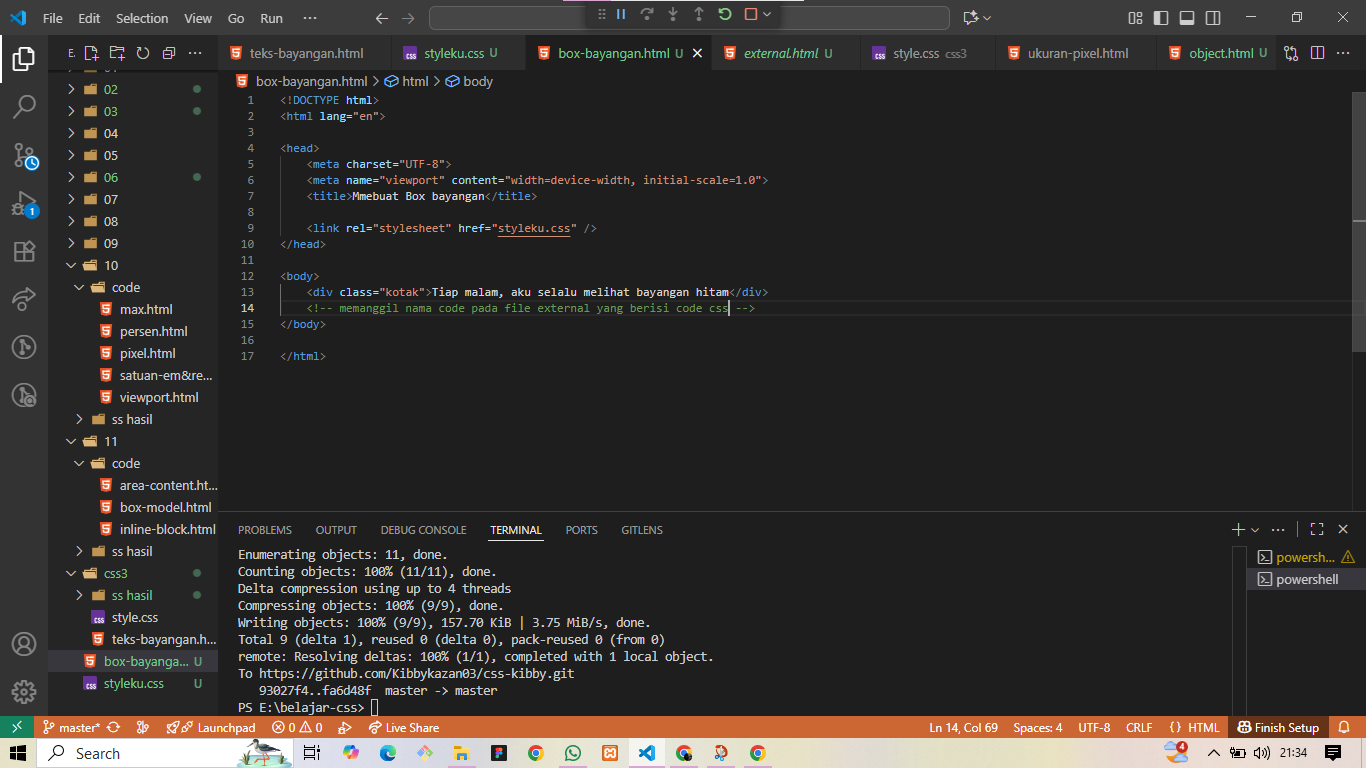 File Edit Selection View Go Run ···
E.
teks-bayangan.html
styleku.css U
box-bayangan.html U
external.html U
style.css css3
ukuran-pixel.html
object.html U
box-bayangan.html > html > body
02
03
04
05
06
07
08
09
10
code
max.html
persen.html
pixel.html
satuan-em&re...
viewport.html
ss hasil
11
code
area-content.ht...
box-model.html
inline-block.html
ss hasil
css3
ss hasil
style.css
teks-bayangan.h...
box-bayanga... U
styleku.css U
1
1 <!DOCTYPE html>
2 <html lang="en">
3
4 <head>
5 <meta charset="UTF-8">
6 <meta name="viewport" content="width=device-width, initial-scale=1.0">
7 <title>Mmebuat Box bayangan</title>
8
9 <link rel="stylesheet" href="styleku.css" />
10 </head>
11
12 <body>
13 <div class="kotak">Tiap malam, aku selalu melihat bayangan hitam</div>
14 <!-- memanggil nama code pada file external yang berisi code css -->
15 </body>
16
17 </html>
PROBLEMS OUTPUT DEBUG CONSOLE TERMINAL PORTS GITLENS
Enumerating objects: 11, done.
Counting objects: 100% (11/11), done.
Delta compression using up to 4 threads
Compressing objects: 100% (9/9), done.
Writing objects: 100% (9/9), 157.70 KiB | 3.75 MiB/s, done.
Total 9 (delta 1), reused 0 (delta 0), pack-reused 0 (from 0)
remote: Resolving deltas: 100% (1/1), completed with 1 local object.
To https://github.com/Kibbykazan03/css-kibby.git
93027f4..fa6d48f master -> master
PS E:\belajar-css>
powersh...
powershell
master* Launchpad 0 0 Live Share Ln 14, Col 69 Spaces: 4 UTF-8 CRLF {} HTML Finish Setup
Search 4 21:34